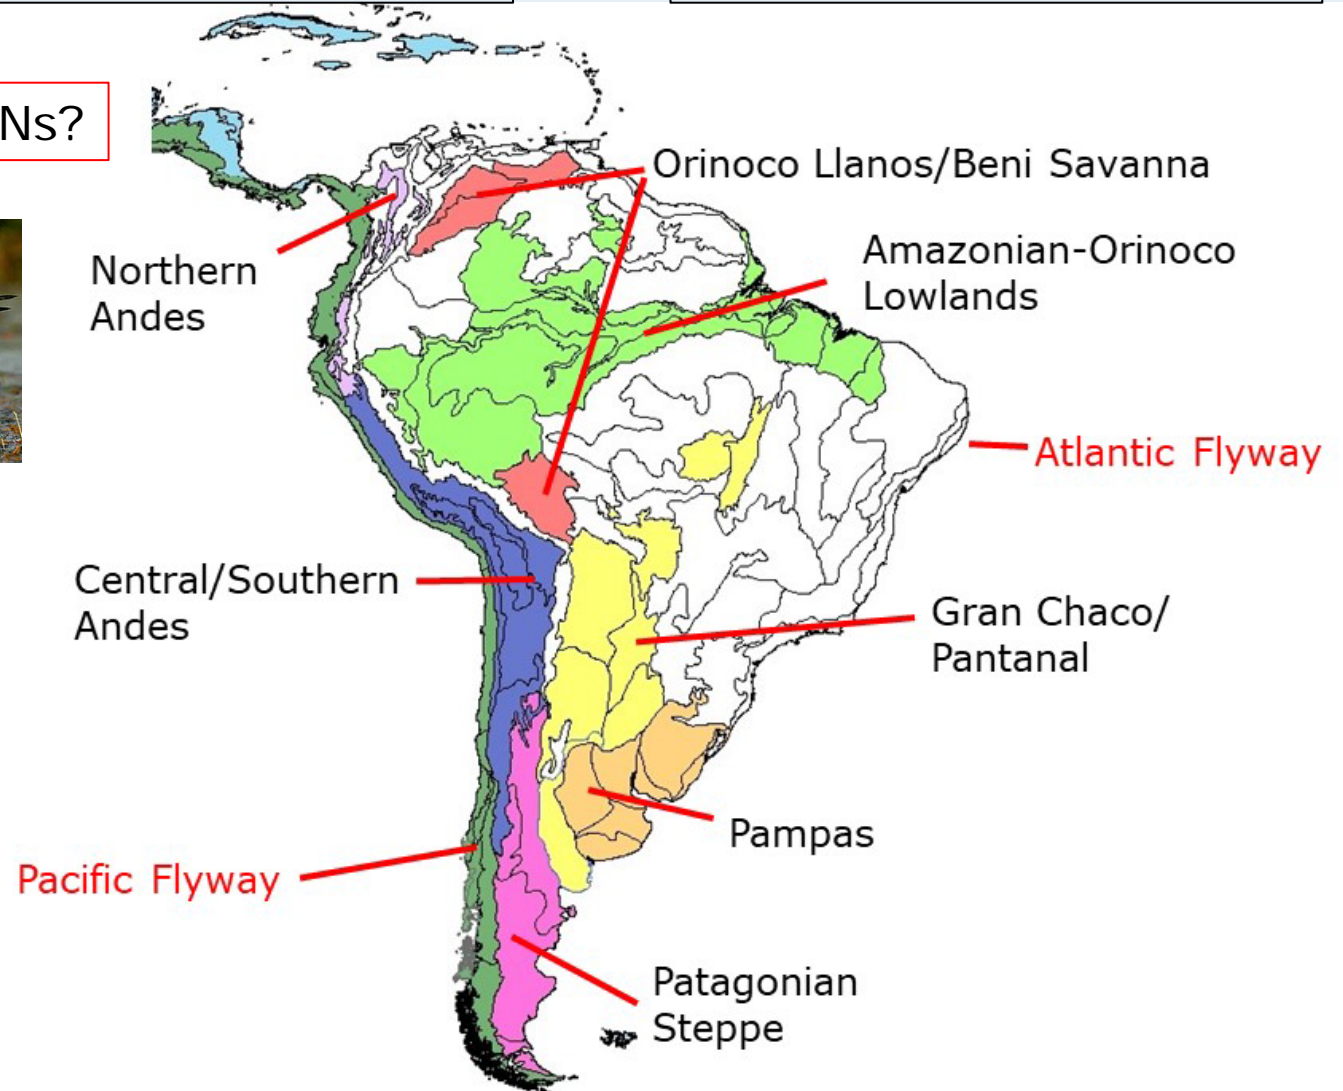 Ns?
Orinoco Llanos/Beni Savanna
Northern
Andes
Amazonian-Orinoco
Lowlands
Atlantic Flyway
Central/Southern
Andes
Gran Chaco/
Pantanal
Pampas
Pacific Flyway
Patagonian
Steppe